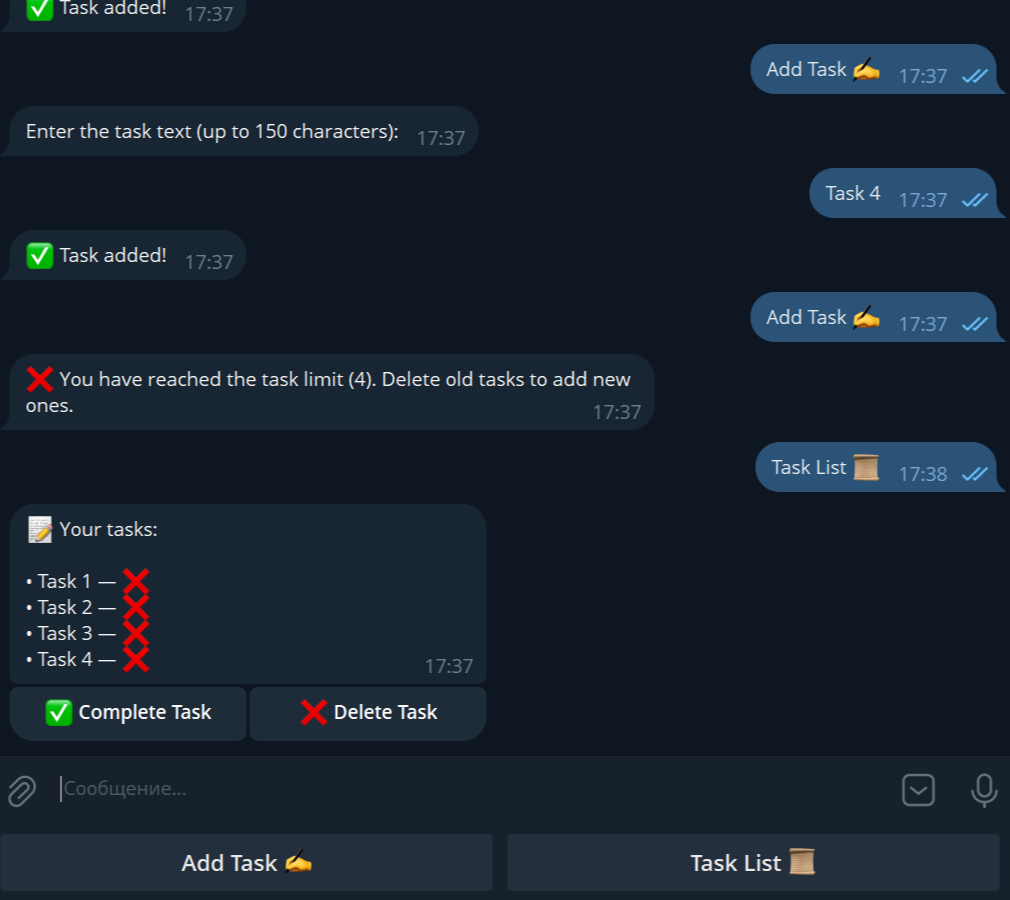 ✅ Task added! 17:37
Add Task ✍️ 17:37
Enter the task text (up to 150 characters): 17:37
Task 4 17:37
✅ Task added! 17:37
Add Task ✍️ 17:37
❌ You have reached the task limit (4). Delete old tasks to add new
ones. 17:37
Task List 📜 17:38
📝 Your tasks:
• Task 1 — ❌
• Task 2 — ❌
• Task 3 — ❌
• Task 4 — ❌ 17:37
✅ Complete Task ❌ Delete Task
Сообщение...
Add Task ✍️ Task List 📜